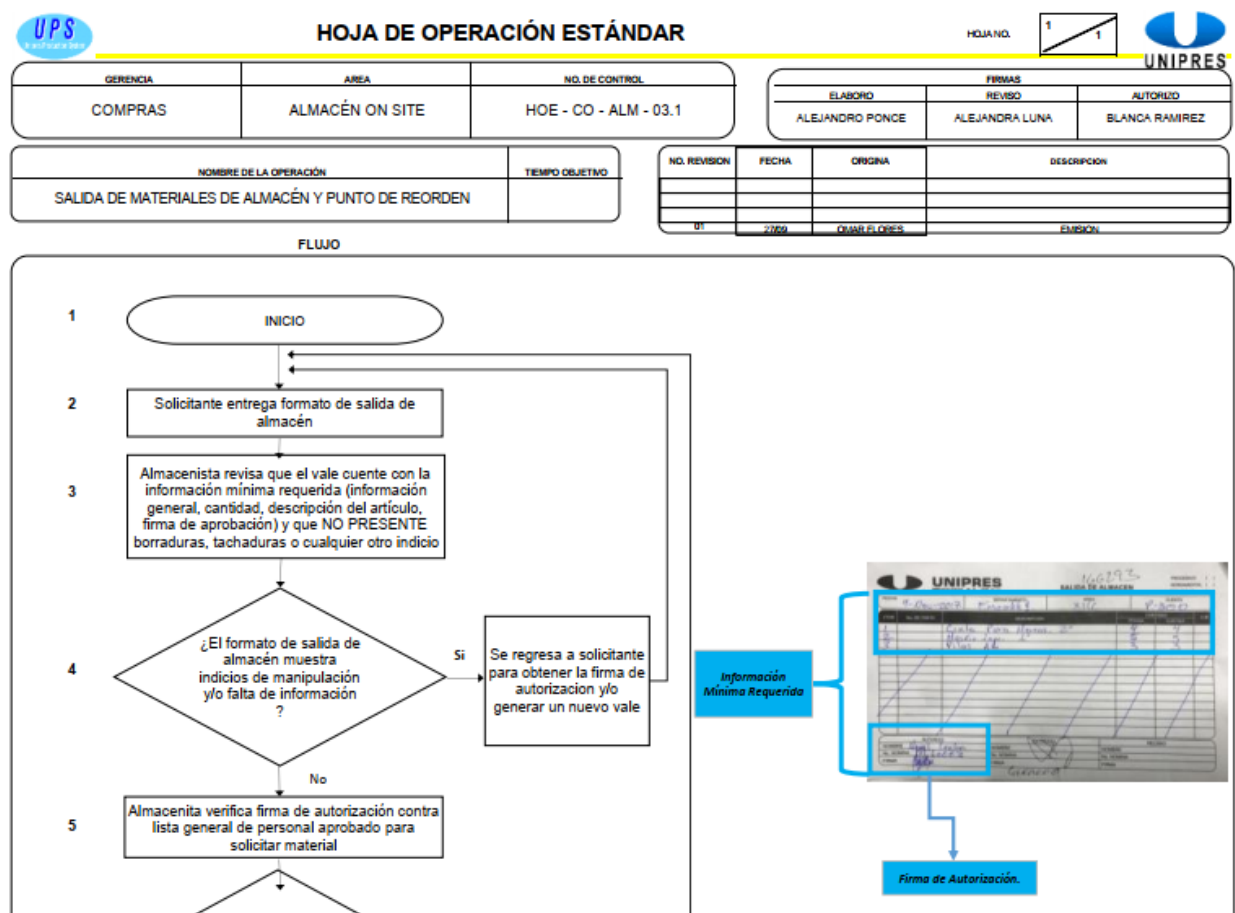 UPS
HOJA DE OPERACIÓN ESTÁNDAR
HOJA NO.
1
1
UNIPRES
GERENCIA
AREA
NO. DE CONTROL
COMPRAS
ALMACÉN ON SITE
HOE - CO - ALM - 03.1
FIRMAS
ELABORO
REVISO
AUTORIZO
ALEJANDRO PONCE
ALEJANDRA LUNA
BLANCA RAMIREZ
NOMBRE DE LA OPERACIÓN
TIEMPO OBJETIVO
SALIDA DE MATERIALES DE ALMACÉN Y PUNTO DE REORDEN
NO. REVISION
FECHA
ORIGINA
DESCRIPCION
01
27/09
OMAR FLORES
EMISIÓN
FLUJO
1
INICIO
2
Solicitante entrega formato de salida de
almacén
3
Almacenista revisa que el vale cuente con la
información mínima requerida (información
general, cantidad, descripción del artículo,
firma de aprobación) y que NO PRESENTE
borraduras, tachaduras o cualquier otro indicio
4
¿El formato de salida de
almacén muestra
indicios de manipulación
y/o falta de información
?
Si
Se regresa a solicitante
para obtener la firma de
autorizacion y/o
generar un nuevo vale
No
5
Almacenita verifica firma de autorización contra
lista general de personal aprobado para
solicitar material
Información
Mínima Requerida
UNIPRES
SALIDA DE ALMACEN
Firma de Autorización.